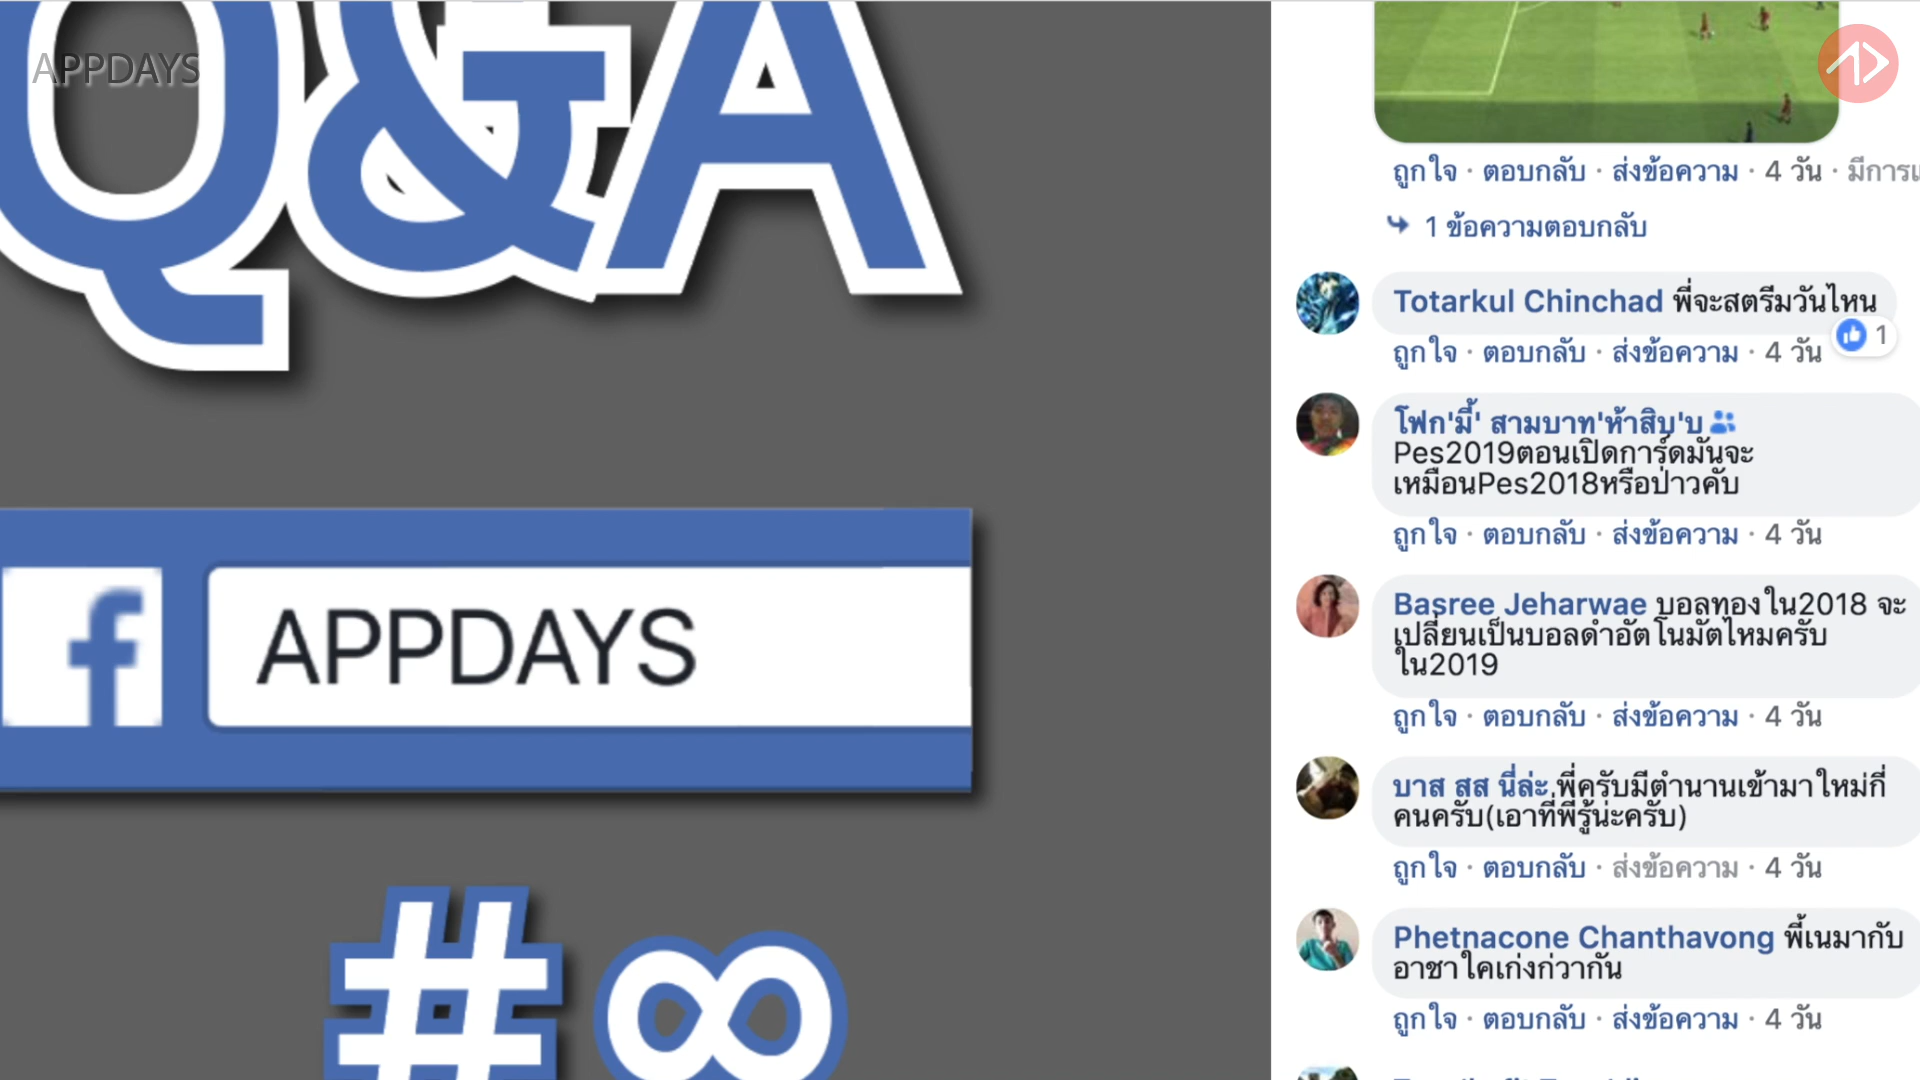 Q&A
APPDAYS
f
APPDAYS
#∞
ถูกใจ · ตอบกลับ · ส่งข้อความ · 4 วัน ·
1 ข้อความตอบกลับ
Totarkul Chinchad พี่จะสตรีมวันไหน
1
ถูกใจ · ตอบกลับ · ส่งข้อความ · 4 วัน
โฟก'มี้' สามบาท'ห้าสิบ'บ
Pes2019ตอนเปิดการ์ดมันจะ
เหมือนPes2018หรือป่าวคับ
ถูกใจ · ตอบกลับ · ส่งข้อความ · 4 วัน
Basree Jeharwae บอลทองใน2018 จะ
เปลี่ยนเป็นบอลดำอัตโนมัตไหมครับ
ใน2019
ถูกใจ · ตอบกลับ · ส่งข้อความ · 4 วัน
บาส สส นี่ล่ะ พี่ครับมีตำนานเข้ามาใหม่กี่
คนครับ(เอาที่พี่รู้น่ะครับ)
ถูกใจ · ตอบกลับ · ส่งข้อความ · 4 วัน
Phetnacone Chanthavong พี้เนมากับ
อาชาใคเก่งก่วากัน
ถูกใจ · ตอบกลับ · ส่งข้อความ · 4 วัน